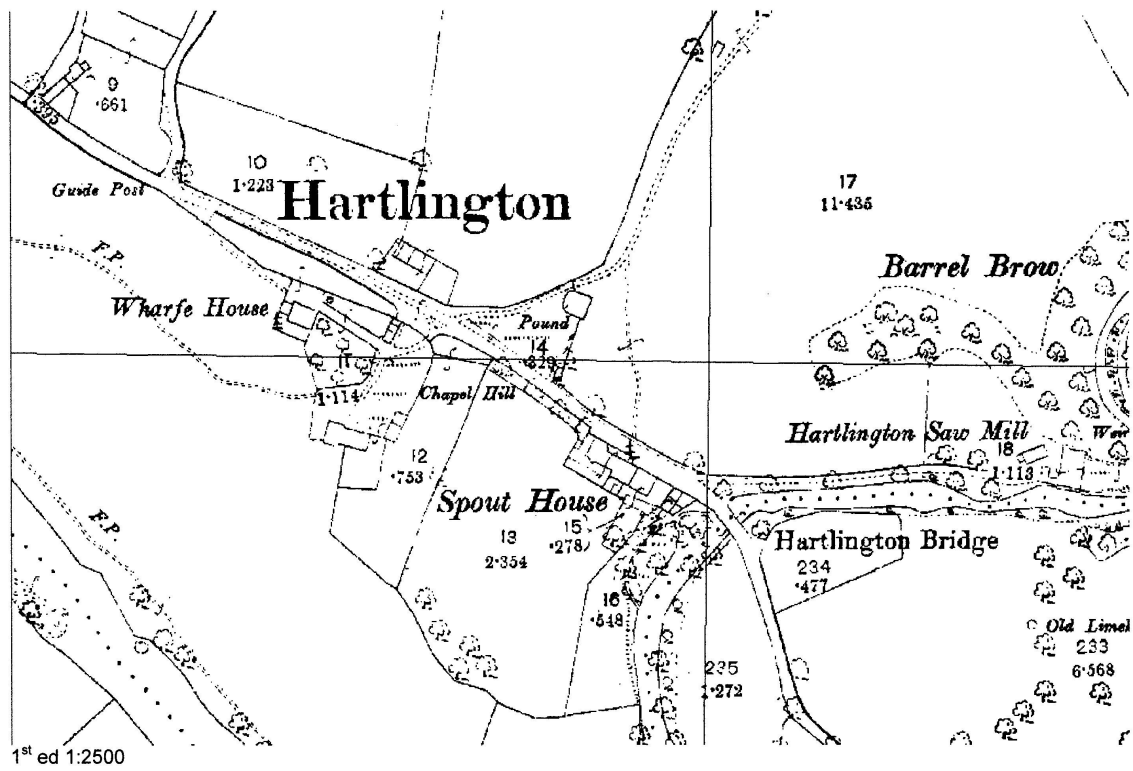 9
·661
·395
10
1·223
Guide Post
Hartlington
17
11·435
F.P.
Barrel Brow
Wharfe House
Pound
14
11
1·114
Chapel Hill
Hartlington Saw Mill
18
1·113
12
·753
Spout House
15
·278
13
2·354
Hartlington Bridge
234
·477
F.P.
16
·548
Old
233
6·568
235
1·272
1st ed 1:2500